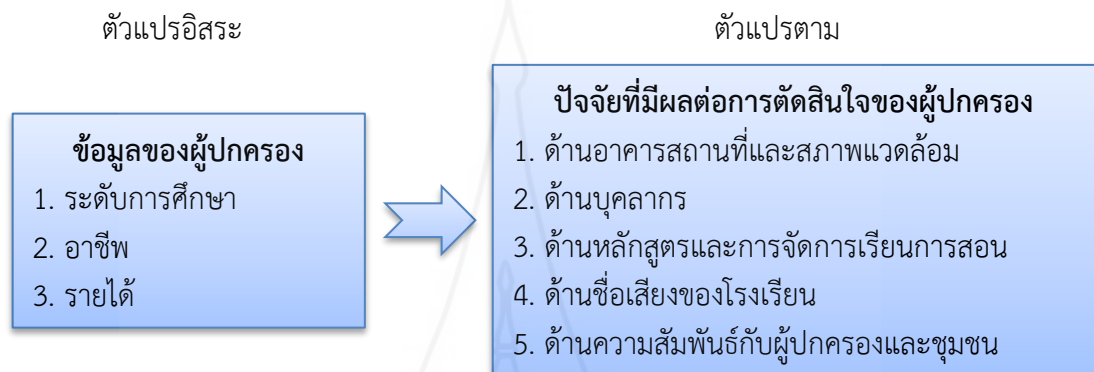 ตัวแปรอิสระ
ตัวแปรตาม
ข้อมูลของผู้ปกครอง
1. ระดับการศึกษา
2. อาชีพ
3. รายได้
ปัจจัยที่มีผลต่อการตัดสินใจของผู้ปกครอง
1. ด้านอาคารสถานที่และสภาพแวดล้อม
2. ด้านบุคลากร
3. ด้านหลักสูตรและการจัดการเรียนการสอน
4. ด้านชื่อเสียงของโรงเรียน
5. ด้านความสัมพันธ์กับผู้ปกครองและชุมชน